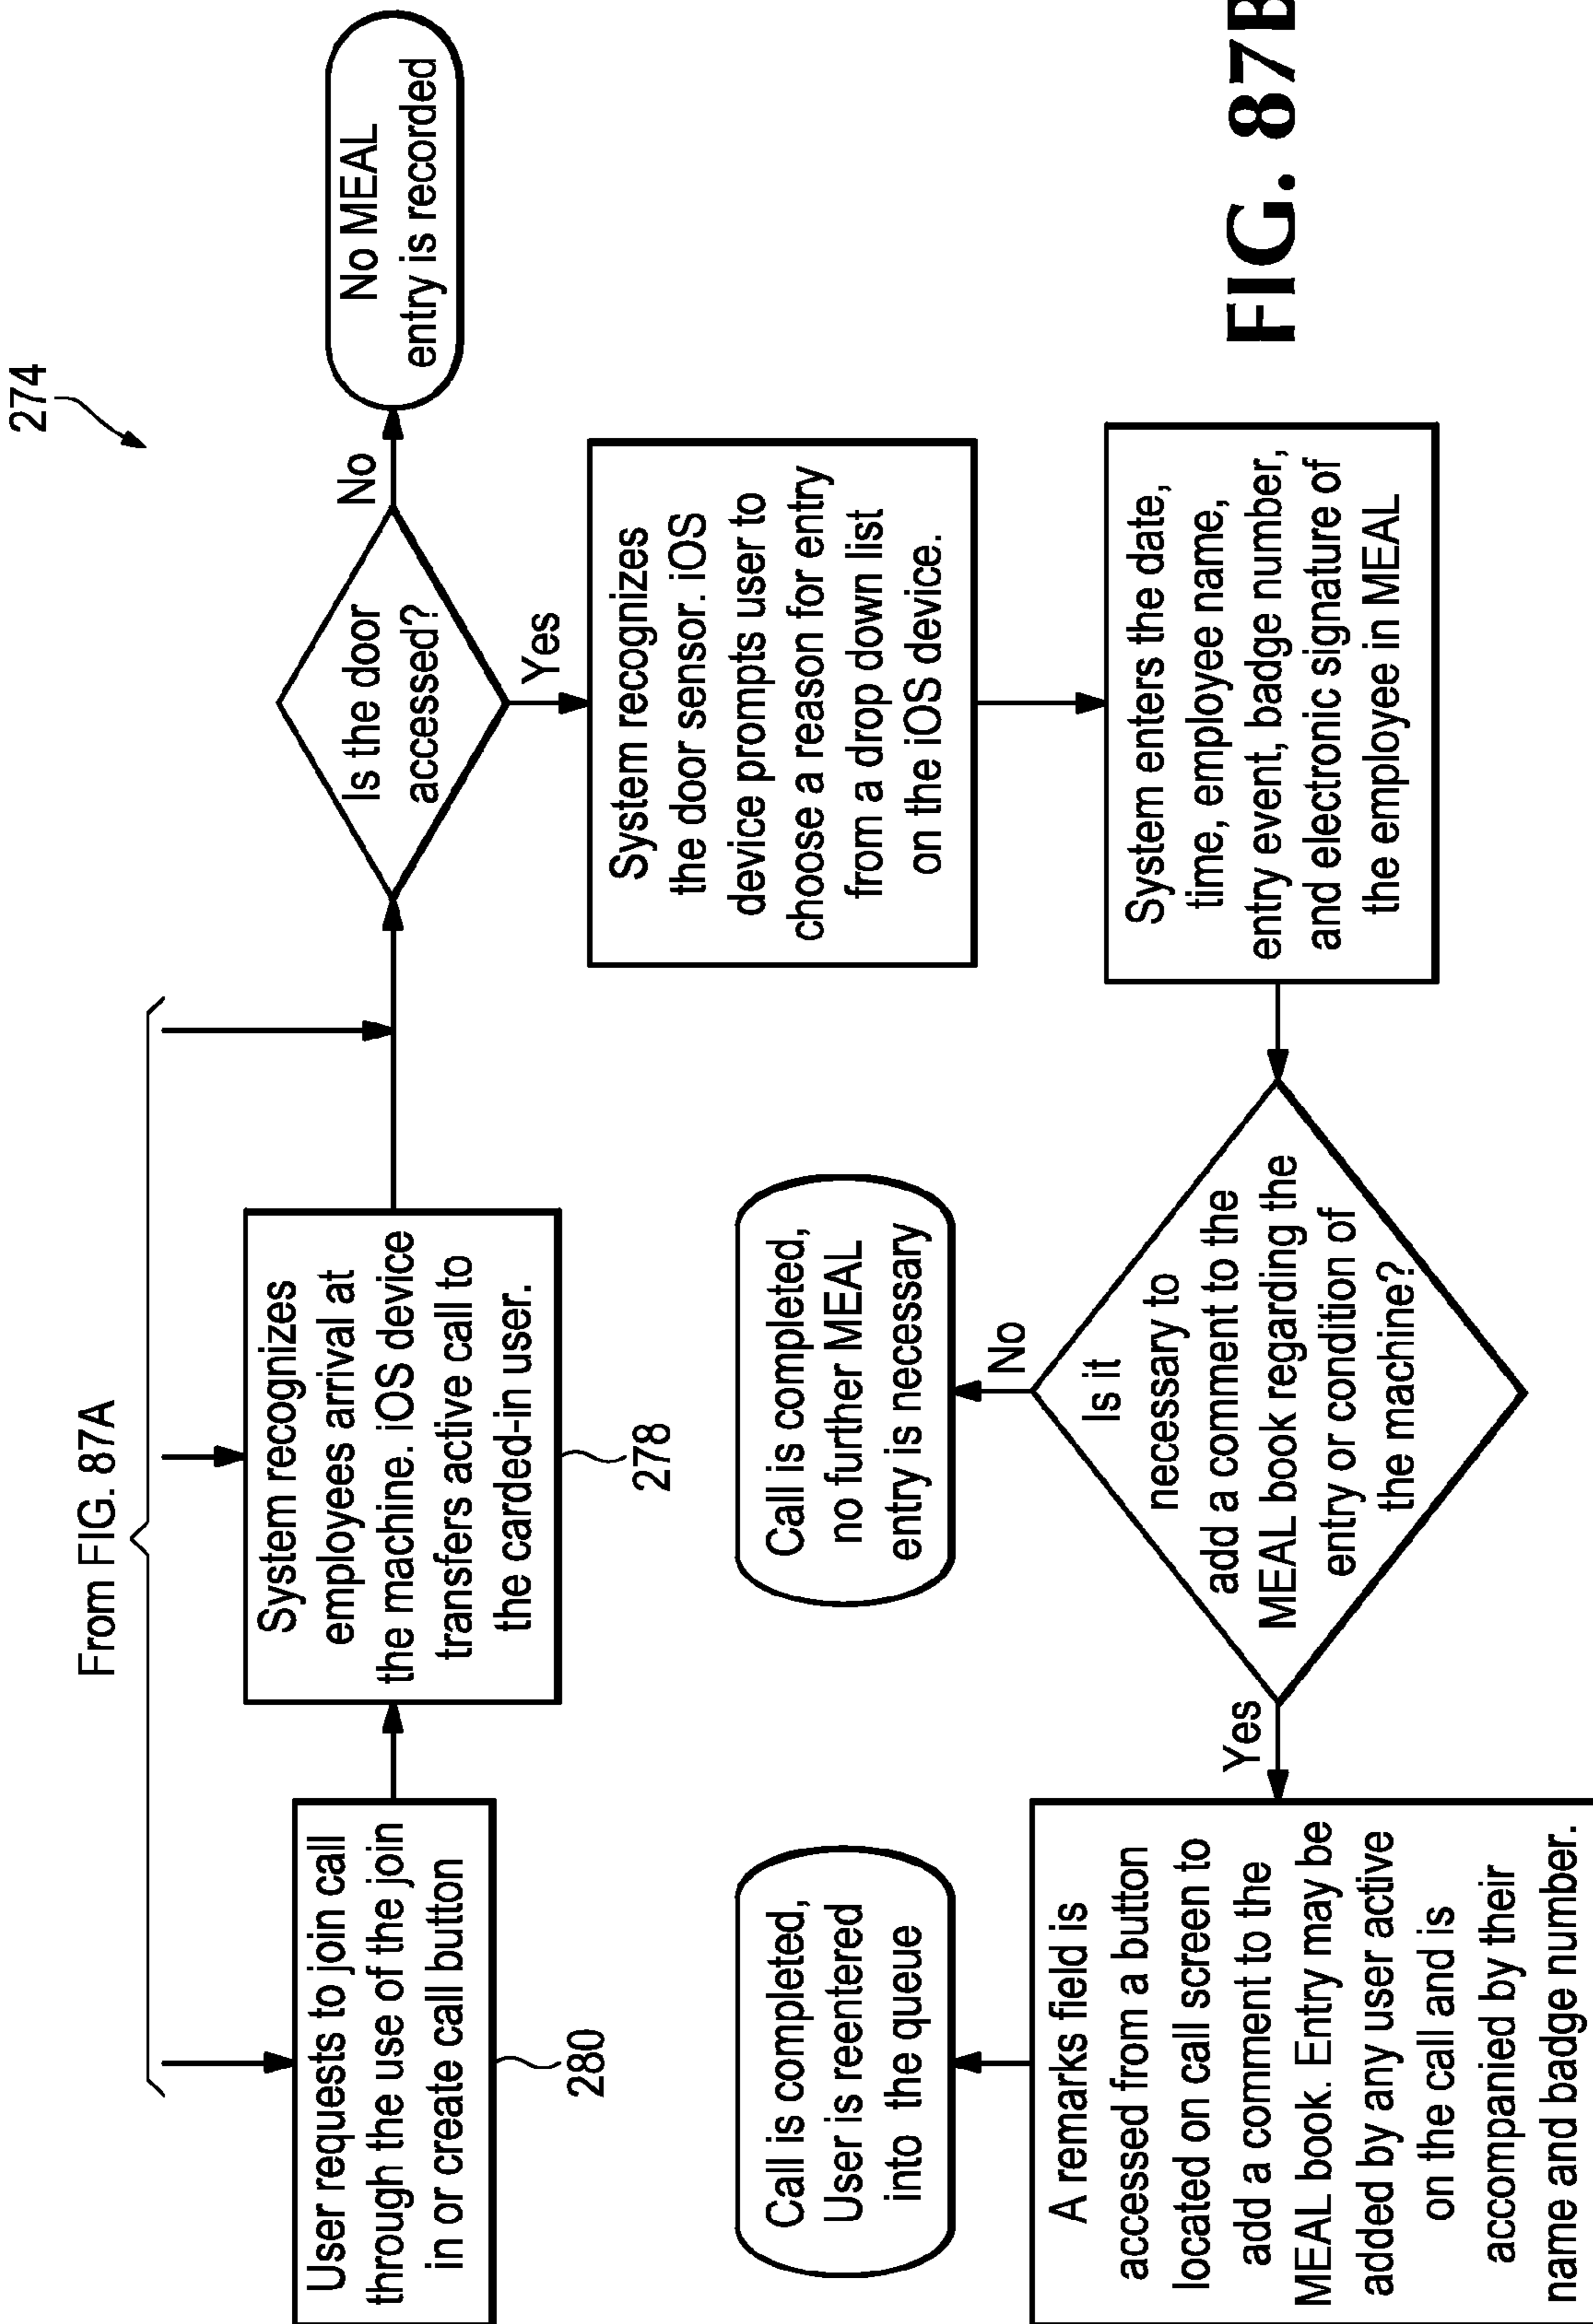 274
From FIG. 87A
User requests to join call
through the use of the join
in or create call button
280
System recognizes
employees arrival at
the machine. iOS device
transfers active call to
the carded-in user.
278
Is the door
accessed?
No
No MEAL
entry is recorded
Yes
System recognizes
the door sensor. iOS
device prompts user to
choose a reason for entry
from a drop down list
on the iOS device.
System enters the date,
time, employee name,
entry event, badge number,
and electronic signature of
the employee in MEAL
Is it
necessary to
add a comment to the
MEAL book regarding the
entry or condition of
the machine?
No
Call is completed,
no further MEAL
entry is necessary
Yes
A remarks field is
accessed from a button
located on call screen to
add a comment to the
MEAL book. Entry may be
added by any user active
on the call and is
accompanied by their
name and badge number.
Call is completed,
User is reentered
into the queue
FIG. 87B